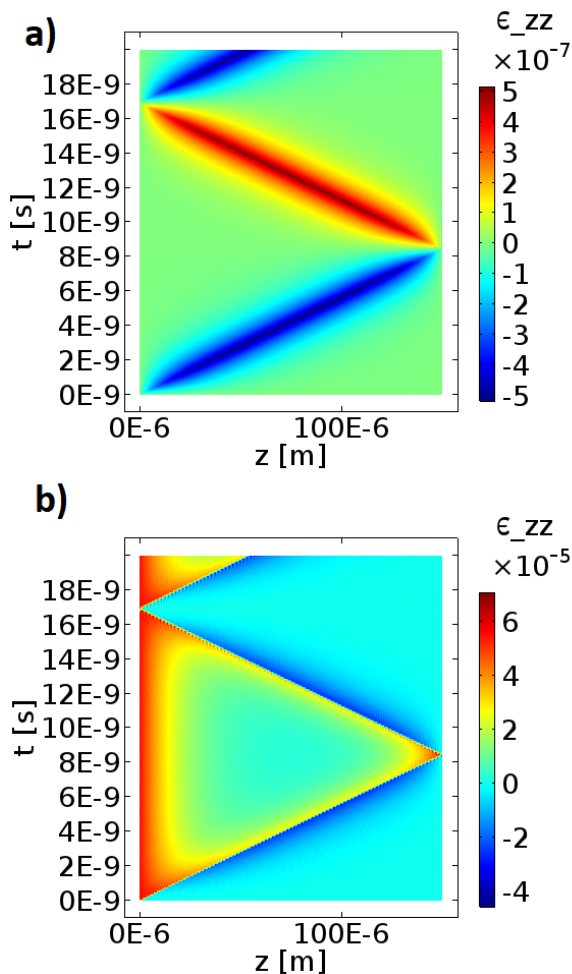 a)
ϵ_zz
×10⁻⁷
18E-9
16E-9
14E-9
12E-9
10E-9
8E-9
6E-9
4E-9
2E-9
0E-9
t [s]
0E-6
100E-6
z [m]
5
4
3
2
1
0
-1
-2
-3
-4
-5
b)
ϵ_zz
×10⁻⁵
18E-9
16E-9
14E-9
12E-9
10E-9
8E-9
6E-9
4E-9
2E-9
0E-9
t [s]
0E-6
100E-6
z [m]
6
4
2
0
-2
-4